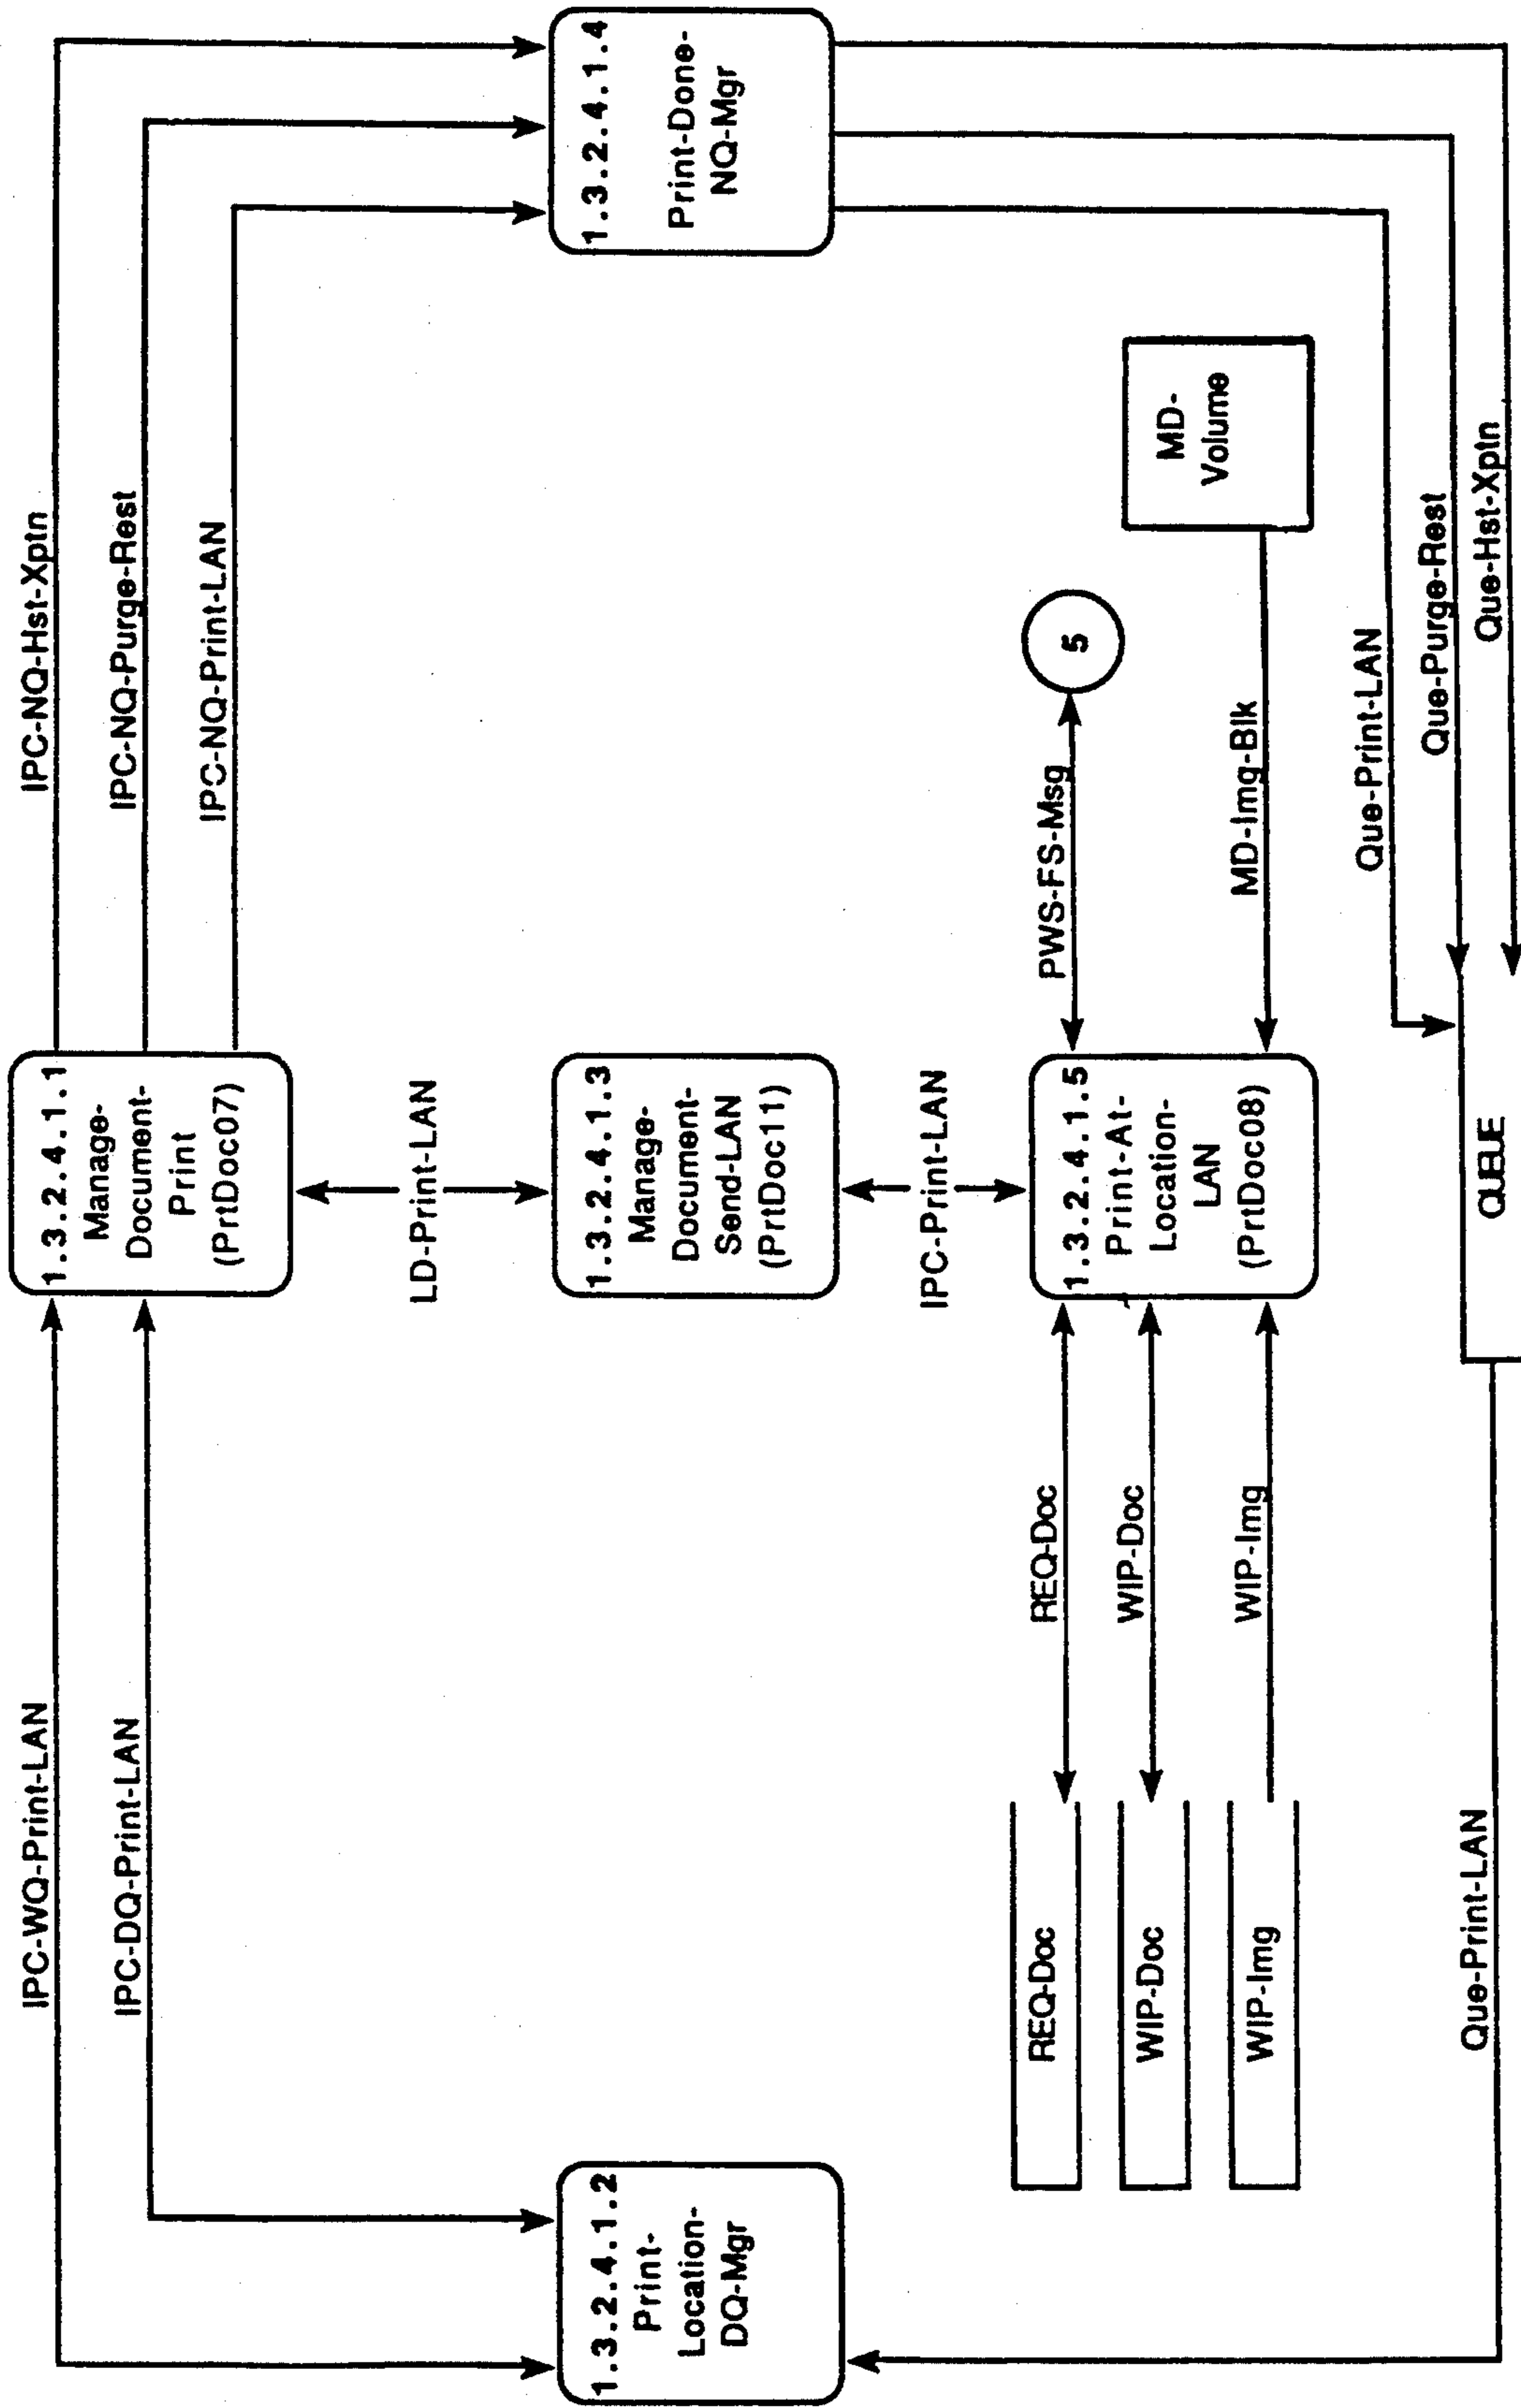 IPC-WQ-Print-LAN
IPC-DQ-Print-LAN
1.3.2.4.1.1
Manage-
Document-
Print
(PrtDoc07)
IPC-NQ-Hst-Xptn
IPC-NQ-Purge-Rest
IPC-NQ-Print-LAN
LD-Print-LAN
1.3.2.4.1.2
Print-
Location-
DQ-Mgr
1.3.2.4.1.3
Manage-
Document-
Send-LAN
(PrtDoc11)
1.3.2.4.1.4
Print-Done-
NQ-Mgr
IPC-Print-LAN
REQ-Doc
WIP-Doc
WIP-Img
REQ-Doc
WIP-Doc
WIP-Img
1.3.2.4.1.5
Print-At-
Location-
LAN
(PrtDoc08)
PWS-FS-Msg
5
MD-Img-Blk
MD-
Volume
Que-Print-LAN
Que-Purge-Rest
Que-Hst-Xptn
Que-Print-LAN
QUEUE